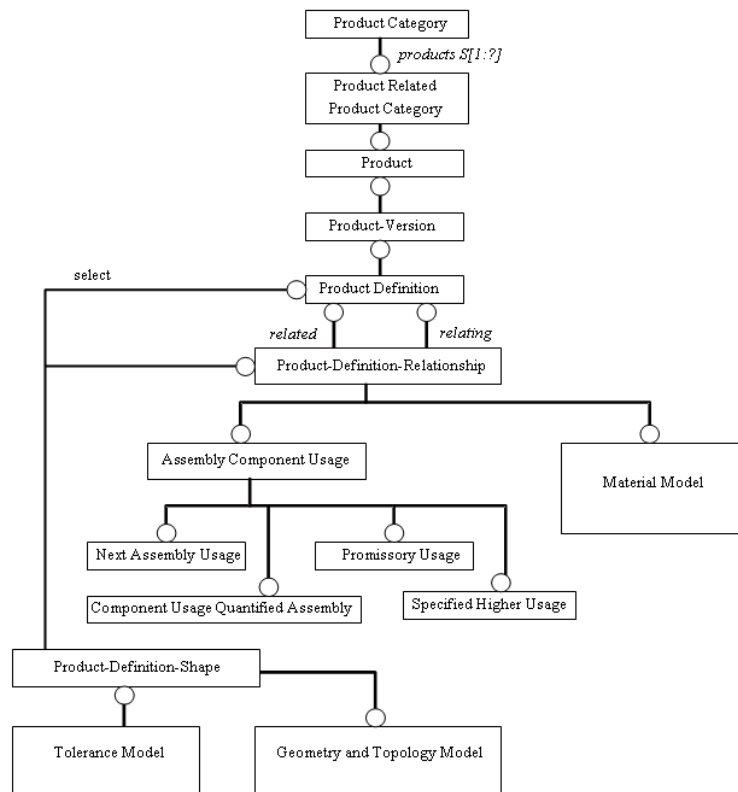 Product Category
products S[1:?]
Product Related
Product Category
Product
Product-Version
select
Product Definition
related
relating
Product-Definition-Relationship
Assembly Component Usage
Material Model
Next Assembly Usage
Promissory Usage
Component Usage Quantified Assembly
Specified Higher Usage
Product-Definition-Shape
Tolerance Model
Geometry and Topology Model